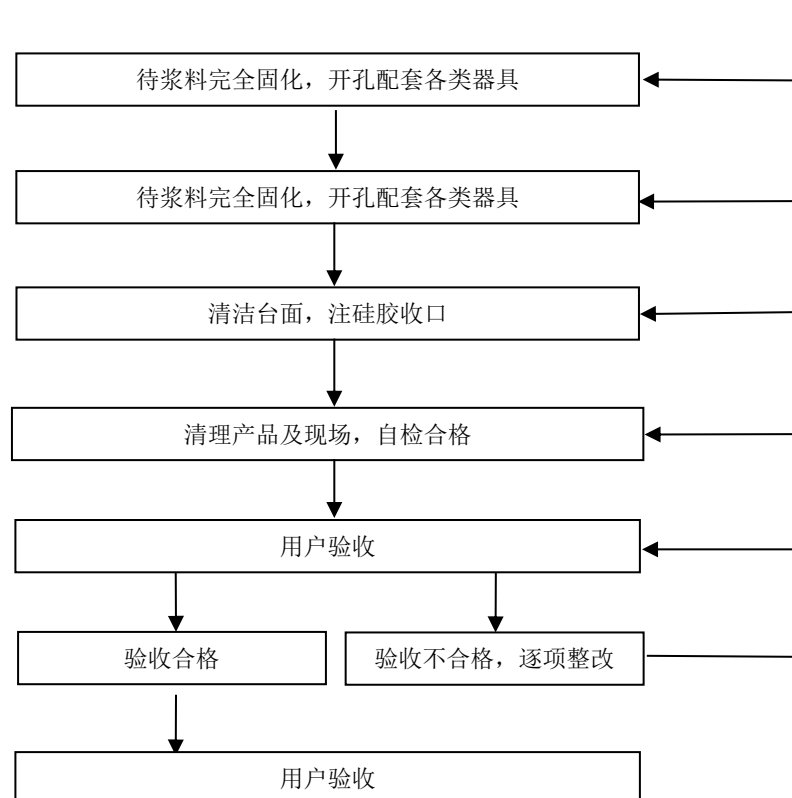 待浆料完全固化，开孔配套各类器具
待浆料完全固化，开孔配套各类器具
清洁台面，注硅胶收口
清理产品及现场，自检合格
用户验收
验收合格
验收不合格，逐项整改
用户验收